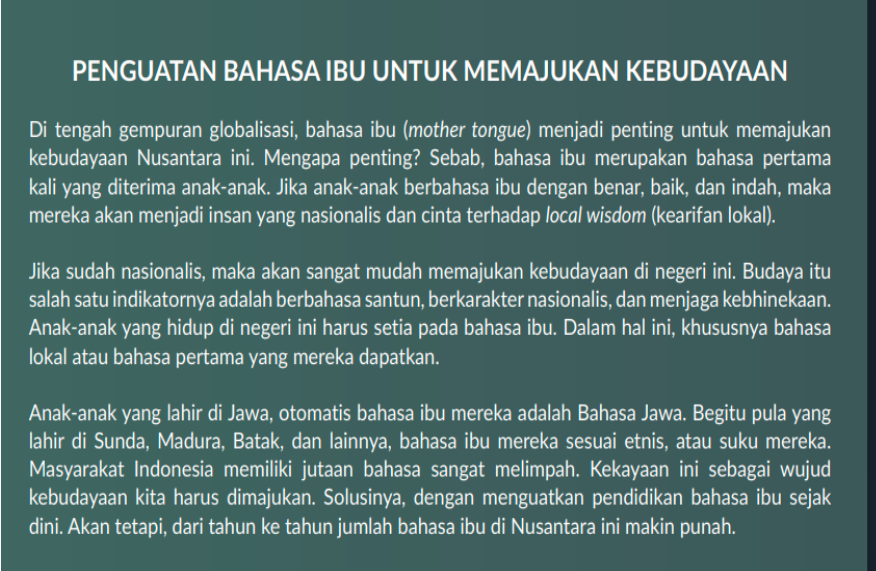 PENGUATAN BAHASA IBU UNTUK MEMAJUKAN KEBUDAYAAN
Di tengah gempuran globalisasi, bahasa ibu (mother tongue) menjadi penting untuk memajukan
kebudayaan Nusantara ini. Mengapa penting? Sebab, bahasa ibu merupakan bahasa pertama
kali yang diterima anak-anak. Jika anak-anak berbahasa ibu dengan benar, baik, dan indah, maka
mereka akan menjadi insan yang nasionalis dan cinta terhadap local wisdom (kearifan lokal).
Jika sudah nasionalis, maka akan sangat mudah memajukan kebudayaan di negeri ini. Budaya itu
salah satu indikatornya adalah berbahasa santun, berkarakter nasionalis, dan menjaga kebhinekaan.
Anak-anak yang hidup di negeri ini harus setia pada bahasa ibu. Dalam hal ini, khususnya bahasa
lokal atau bahasa pertama yang mereka dapatkan.
Anak-anak yang lahir di Jawa, otomatis bahasa ibu mereka adalah Bahasa Jawa. Begitu pula yang
lahir di Sunda, Madura, Batak, dan lainnya, bahasa ibu mereka sesuai etnis, atau suku mereka.
Masyarakat Indonesia memiliki jutaan bahasa sangat melimpah. Kekayaan ini sebagai wujud
kebudayaan kita harus dimajukan. Solusinya, dengan menguatkan pendidikan bahasa ibu sejak
dini. Akan tetapi, dari tahun ke tahun jumlah bahasa ibu di Nusantara ini makin punah.